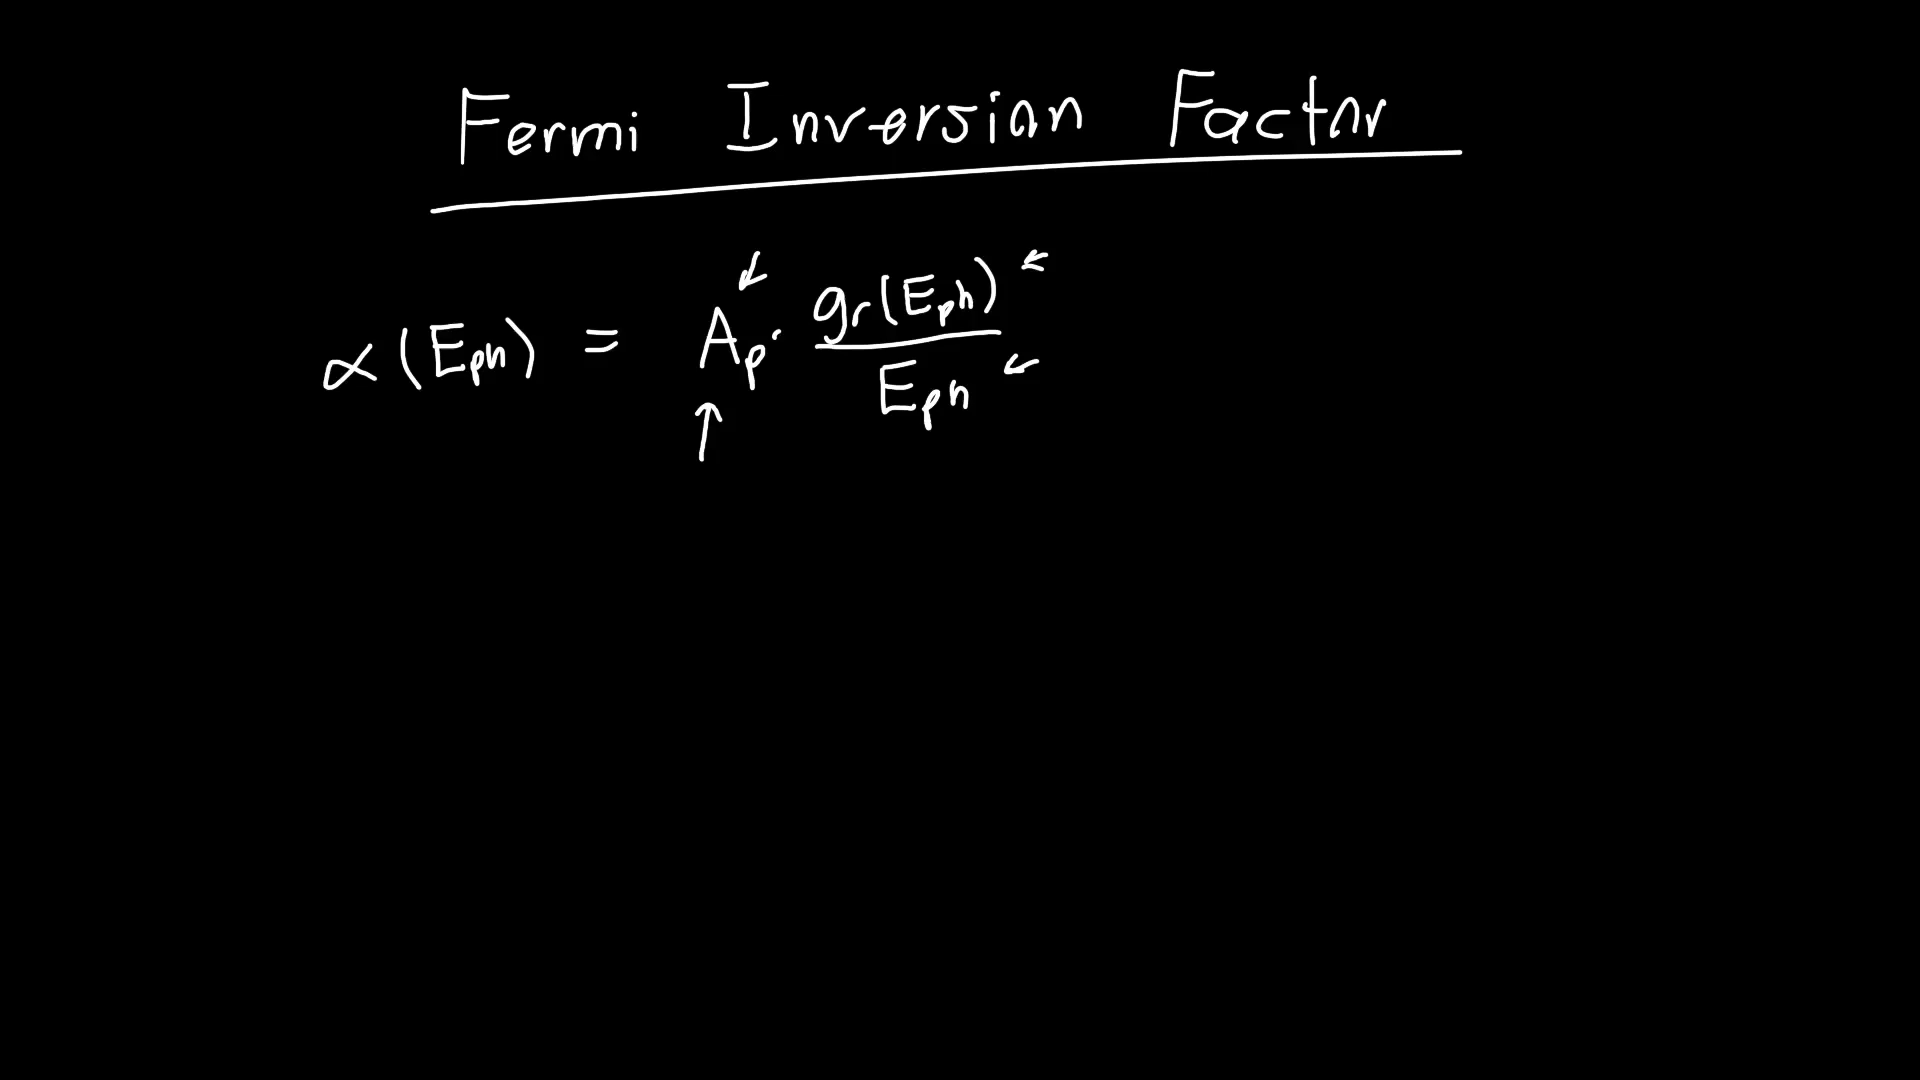 Fermi Inversion Factor
α(Eph) = Ap · gr(Eph) / Eph